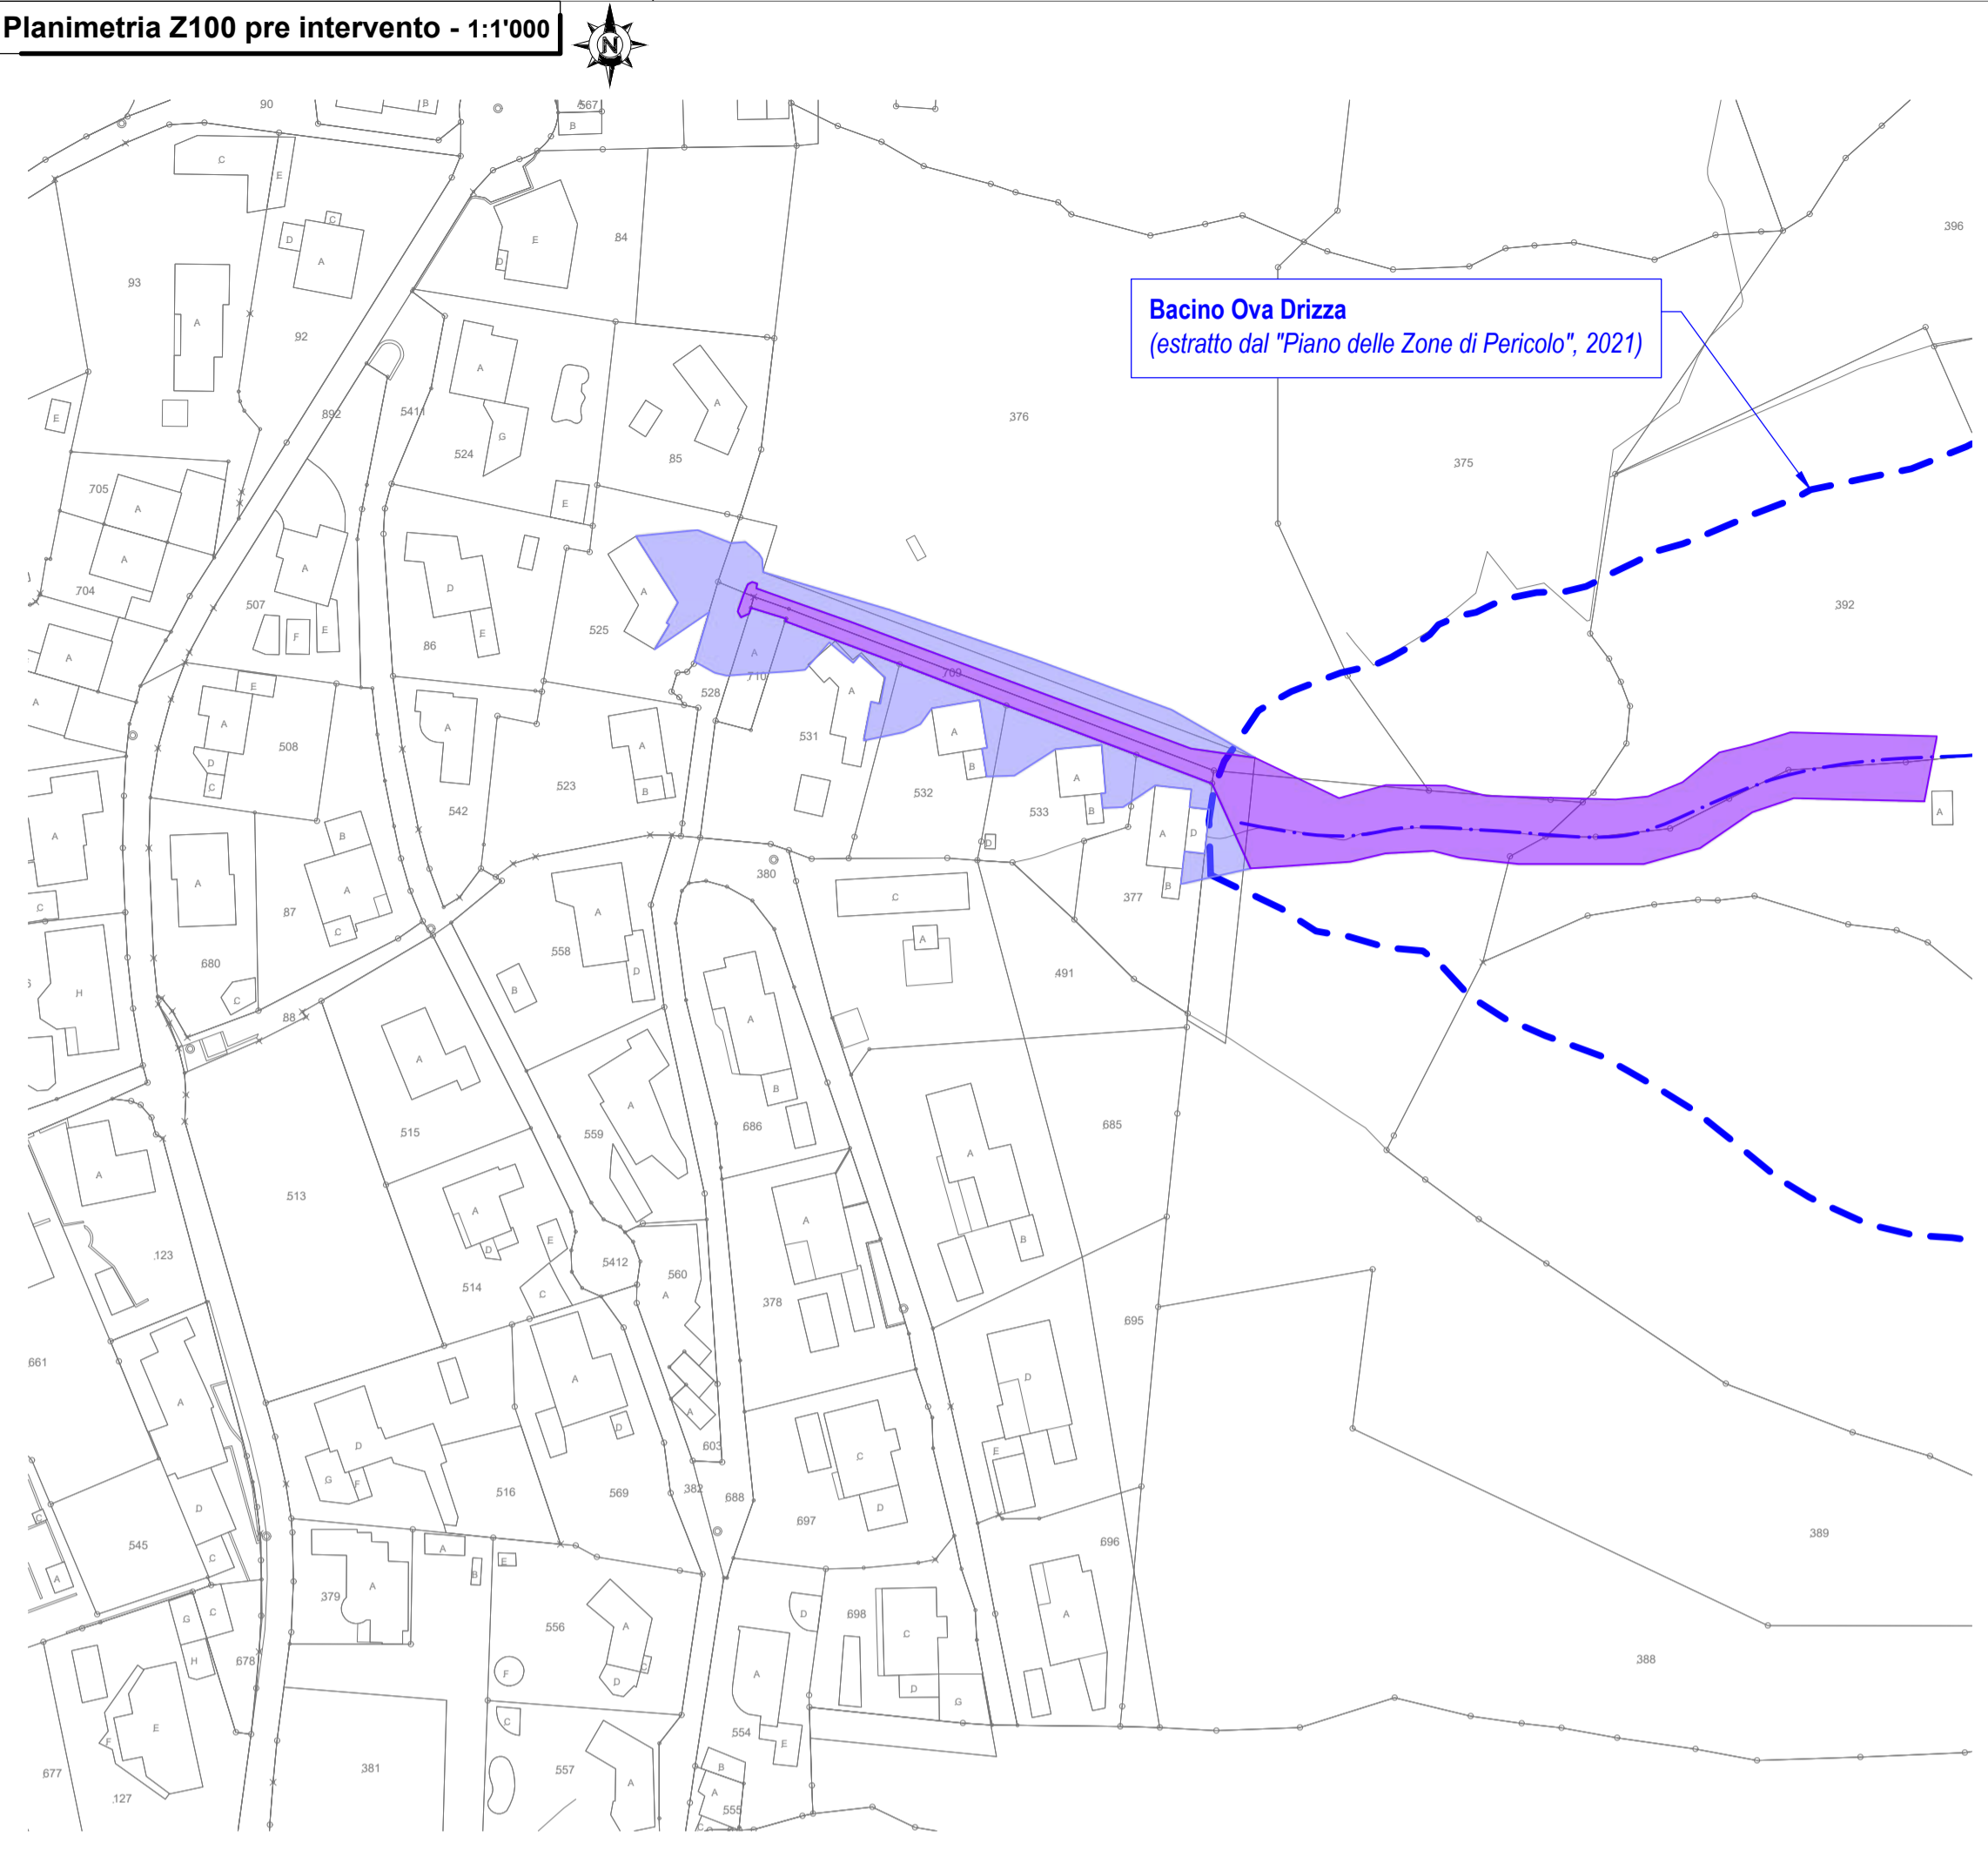 Planimetria Z100 pre intervento - 1:1'000
N
90
B
A
567
B
C
E
396
C
D
A
E
84
D
93
Bacino Ova Drizza
(estratto dal "Piano delle Zone di Pericolo", 2021)
A
92
A
A
E
892
5411
376
G
524
85
375
705
A
E
A
A
A
D
704
507
F
E
E
86
525
392
A
A
710
709
528
A
E
A
A
508
D
C
531
A
A
B
A
B
523
532
533
A
B
A
D
A
542
B
A
B
D
A
380
C
B
377
A
C
87
C
A
A
558
D
491
680
H
C
B
88
A
A
B
A
A
559
686
685
A
515
A
513
A
A
D
E
B
123
514
5412
560
C
A
378
695
661
A
D
A
A
D
D
603
E
C
G
F
516
569
382
688
D
D
C
697
696
389
545
C
A
B
E
A
379
A
G
C
556
A
D
698
C
A
H
678
F
C
D
388
A
D
G
E
C
554
E
F
677
381
557
B
A
A
127
555
C